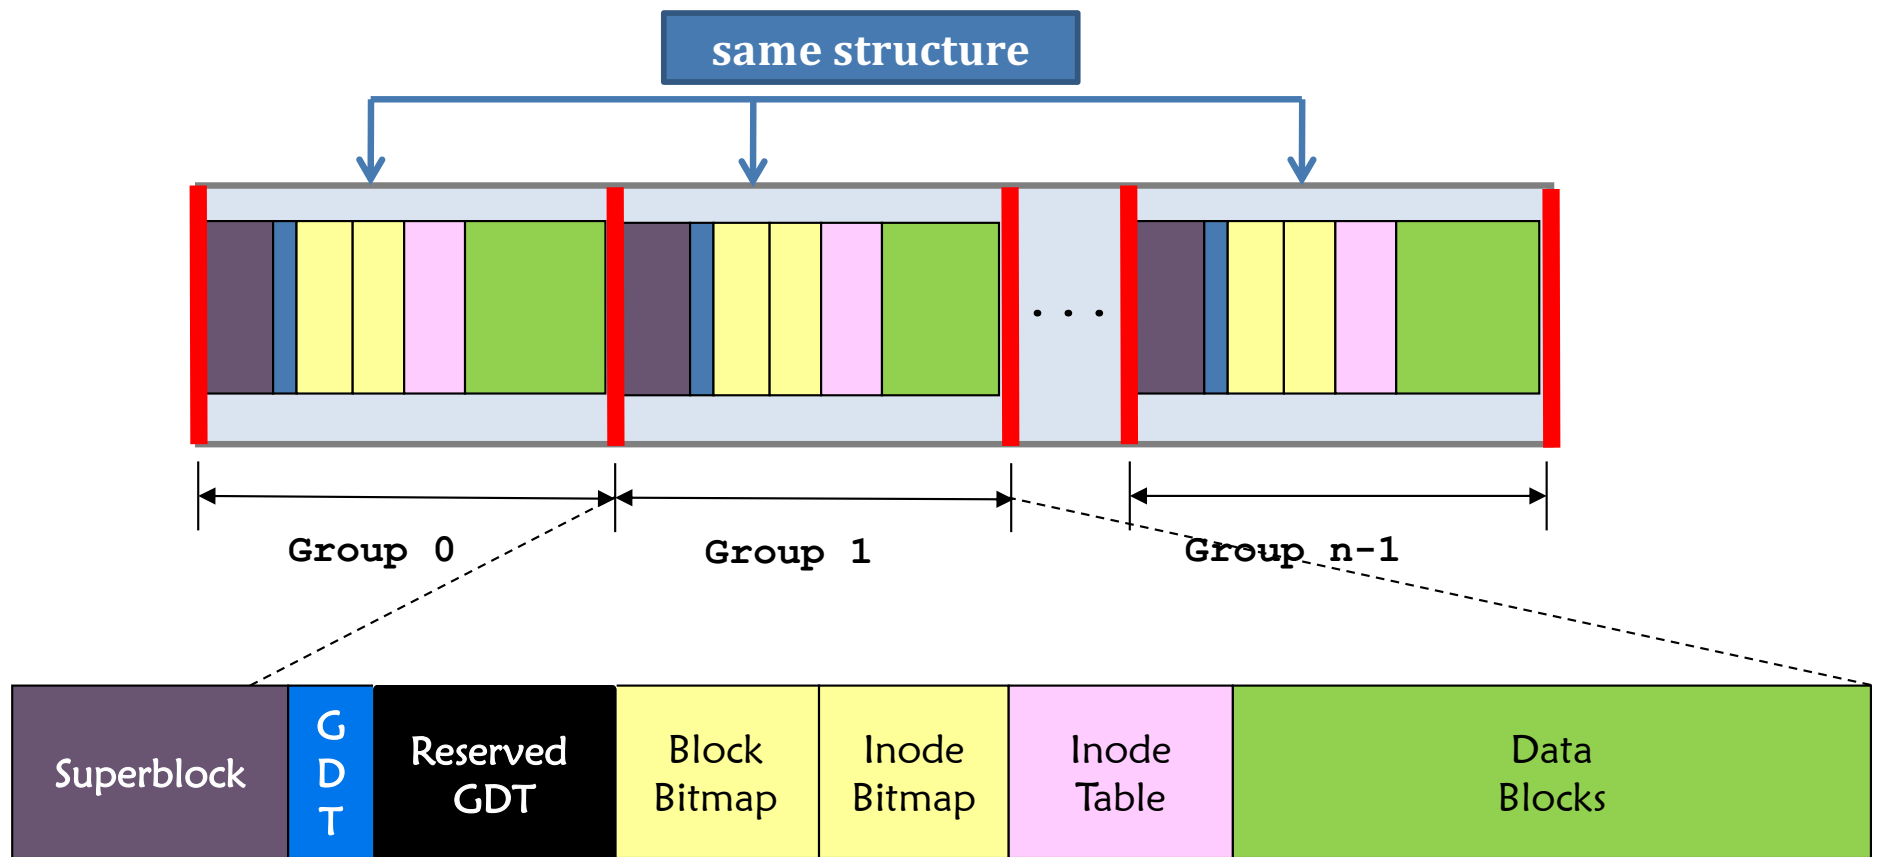 same structure
. . .
Group 0
Group 1
Group n-1
Superblock
G
D
T
Reserved
GDT
Block
Bitmap
Inode
Bitmap
Inode
Table
Data
Blocks